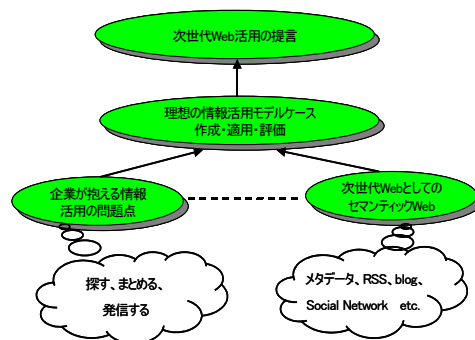 次世代Web活用の提言
理想の情報活用モデルケース
作成・適用・評価
企業が抱える情報
活用の問題点
次世代Webとしての
セマンティックWeb
探す、まとめる、
発信する
メタデータ、RSS、blog、
Social Network etc.